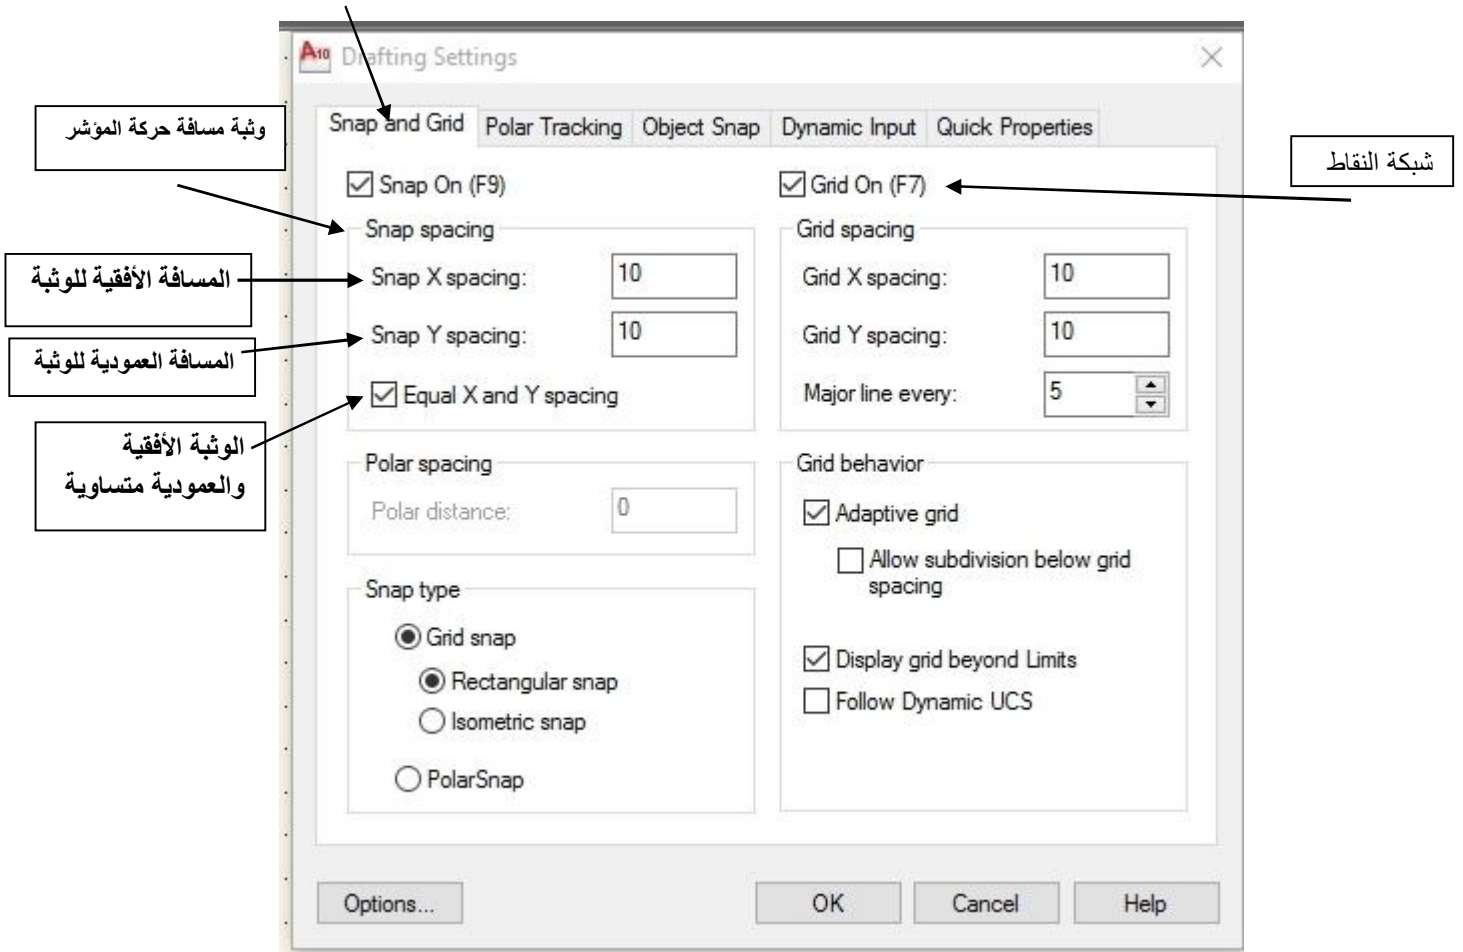 A10 Drafting Settings
Snap and Grid Polar Tracking Object Snap Dynamic Input Quick Properties
وثبة مسافة حركة المؤشر
شبكة النقاط
Snap On (F9)
Snap spacing
المسافة الأفقية للوثبة
Snap X spacing: 10
المسافة العمودية للوثبة
Snap Y spacing: 10
Equal X and Y spacing
الوثبة الأفقية
والعمودية متساوية
Polar spacing
Polar distance: 0
Snap type
Grid snap
Rectangular snap
Isometric snap
PolarSnap
Grid On (F7)
Grid spacing
Grid X spacing: 10
Grid Y spacing: 10
Major line every: 5
Grid behavior
Adaptive grid
Allow subdivision below grid
spacing
Display grid beyond Limits
Follow Dynamic UCS
Options... OK Cancel Help